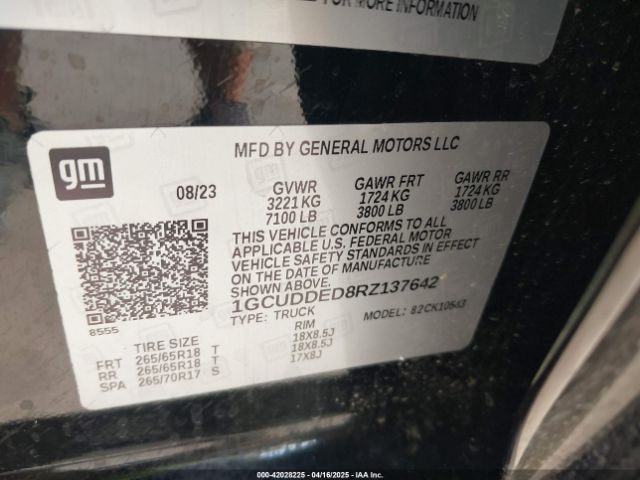 FOR MORE INFORMATION
gm
MFD BY GENERAL MOTORS LLC
08/23
GVWR GAWR FRT GAWR RR
3221 KG 1724 KG 1724 KG
7100 LB 3800 LB 3800 LB
THIS VEHICLE CONFORMS TO ALL
APPLICABLE U.S. FEDERAL MOTOR
VEHICLE SAFETY STANDARDS IN EFFECT
ON THE DATE OF MANUFACTURE
SHOWN ABOVE.
1GCUDDED8RZ137642
TYPE: TRUCK MODEL:
8555
TIRE SIZE RIM
FRT 265/65R18 T 18X8.5J
RR 265/65R18 T 18X8.5J
SPA 265/70R17 S 17X8J
000-42028225 - 04/16/2025 - IAA Inc.